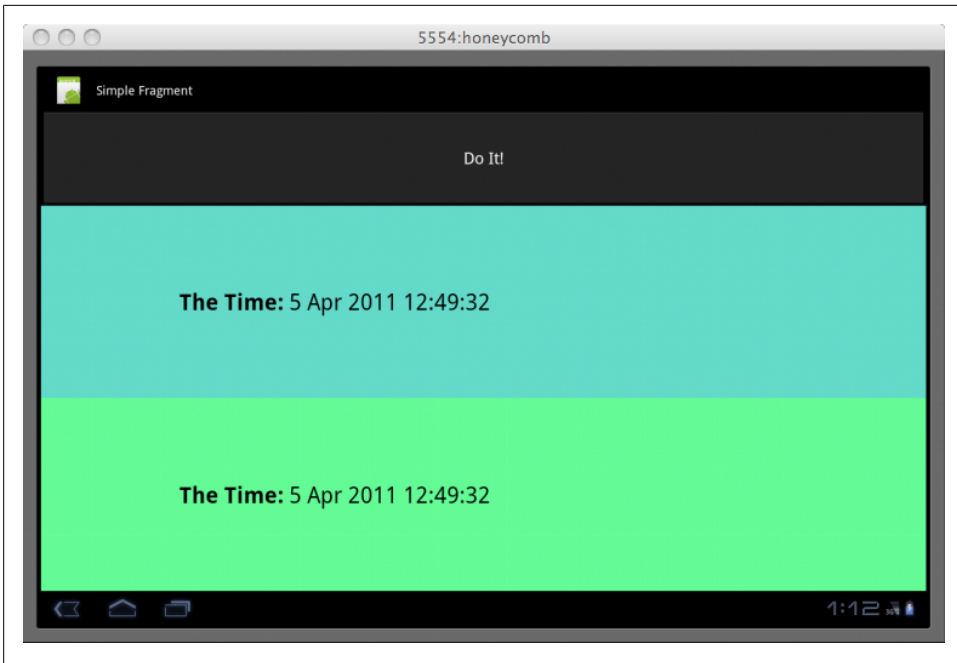 5554:honeycomb
Simple Fragment
Do It!
The Time: 5 Apr 2011 12:49:32
The Time: 5 Apr 2011 12:49:32
1:12